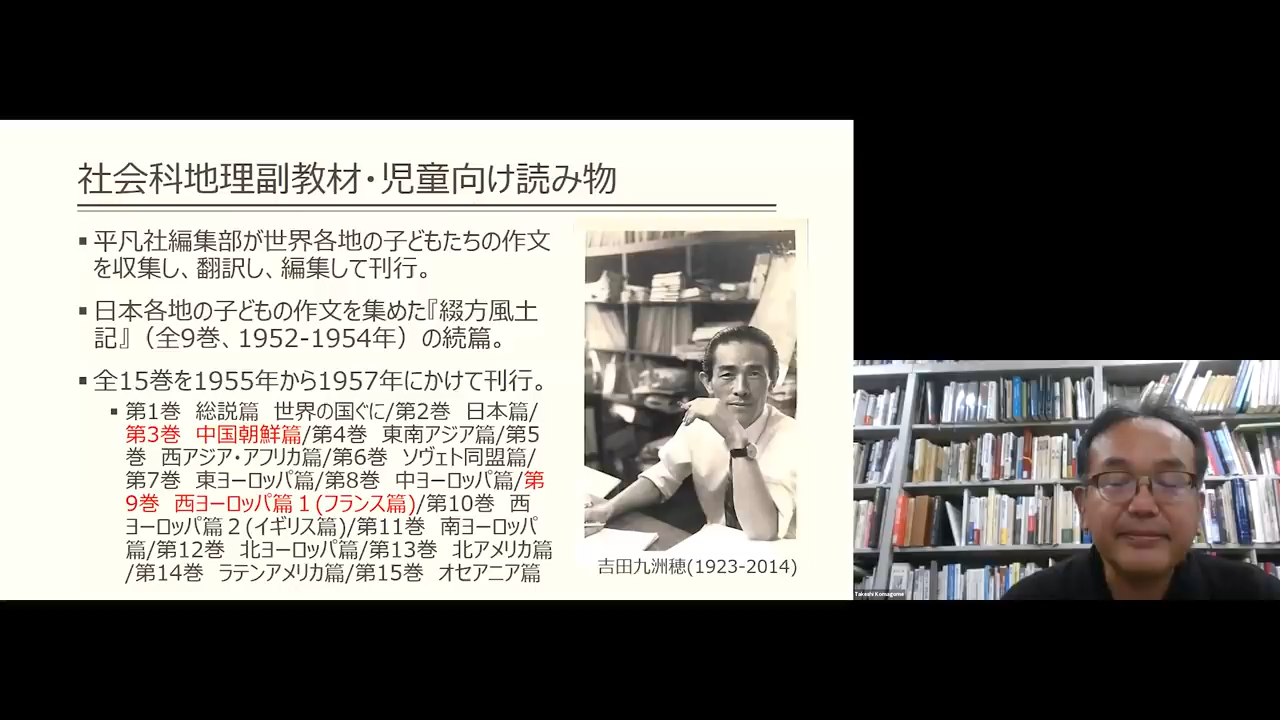 社会科地理副教材・児童向け読み物
▪ 平凡社編集部が世界各地の子どもたちの作文
を収集し、翻訳し、編集して刊行。
▪ 日本各地の子どもの作文を集めた『綴方風土
記』（全9巻、1952-1954年）の続篇。
▪ 全15巻を1955年から1957年にかけて刊行。
▪ 第1巻　総説篇　世界の国ぐに/第2巻　日本篇/
第3巻　中国朝鮮篇/第4巻　東南アジア篇/第5
巻　西アジア・アフリカ篇/第6巻　ソヴェト同盟篇/
第7巻　東ヨーロッパ篇/第8巻　中ヨーロッパ篇/第
9巻　西ヨーロッパ篇１(フランス篇)/第10巻　西
ヨーロッパ篇２(イギリス篇)/第11巻　南ヨーロッパ
篇/第12巻　北ヨーロッパ篇/第13巻　北アメリカ篇
/第14巻　ラテンアメリカ篇/第15巻　オセアニア篇
吉田九洲穂(1923-2014)
Takeshi Komagome